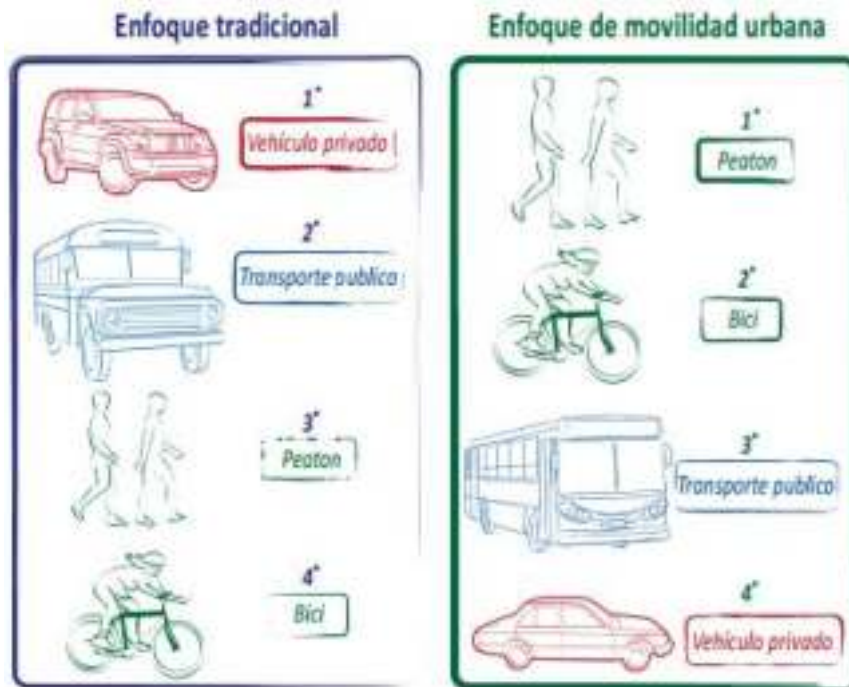 Enfoque tradicional
1°
Vehículo privado
2°
Transporte publico
3°
Peaton
4°
Bici
Enfoque de movilidad urbana
1°
Peaton
2°
Bici
3°
Transporte publico
4°
Vehículo privado